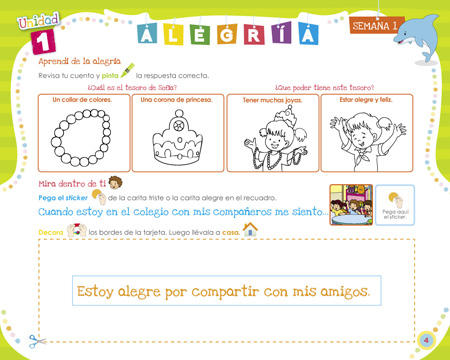 Unidad
1
ALEGRÍA
SEMANA 1
Aprendí de la alegría
Revisa tu cuento y pinta la respuesta correcta.
¿Cuál es el tesoro de Sofía?
¿Que poder tiene este tesoro?
Un collar de colores.
Una corona de princesa.
Tener muchas joyas.
Estar alegre y feliz.
Mira dentro de ti
Pega el sticker de la carita triste o la carita alegre en el recuadro.
Cuando estoy en el colegio con mis compañeros me siento...
Pega aquí
el sticker.
Decora los bordes de la tarjeta. Luego llévala a casa.
Estoy alegre por compartir con mis amigos.
4